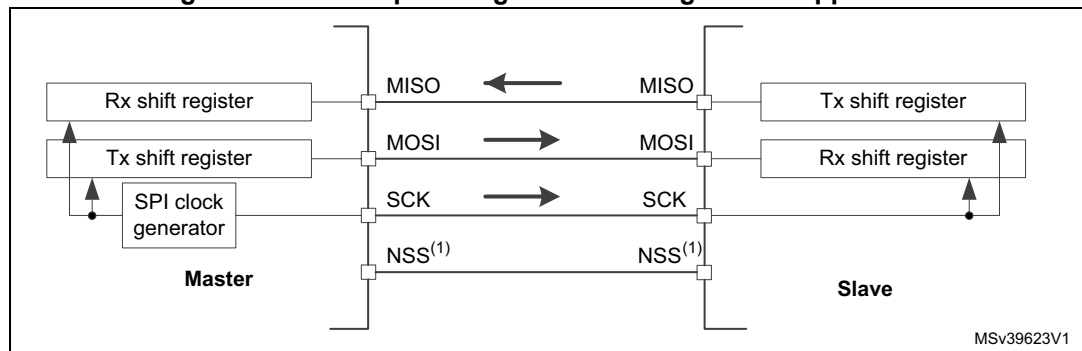 MISO MISO
Rx shift register Tx shift register
MOSI MOSI
Tx shift register Rx shift register
SPI clock
generator
SCK SCK
NSS(1) NSS(1)
Master Slave
MSv39623V1